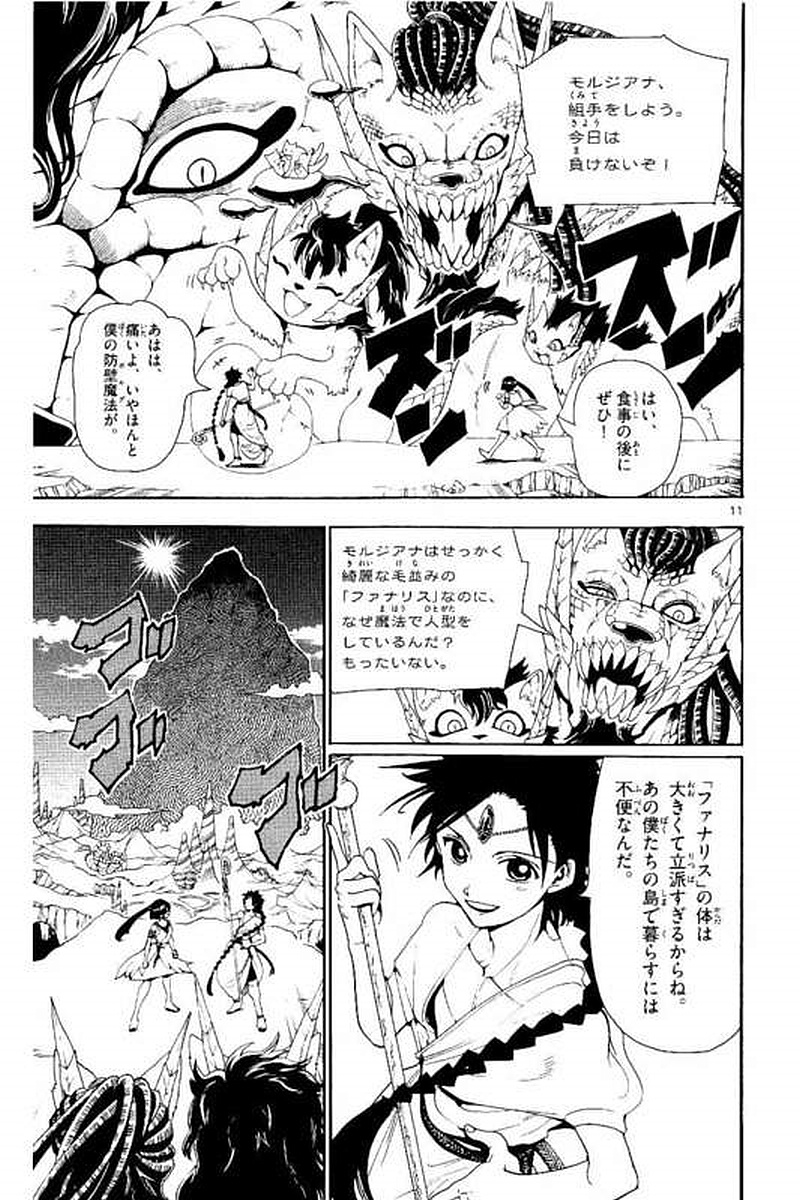 モルジアナ、
組手をしよう。
今日は
負けないぞ！
ズズン
はい、
食事の後に
ぜひ！
ズズン
あはは、
痛いよ、いやほんと
僕の防壁魔法が。
11
モルジアナはせっかく
綺麗な毛並みの
「ファナリス」なのに、
なぜ魔法で人型を
しているんだ？
もったいない。
「ファナリス」の体は
大きくて立派すぎるからね。
あの僕たちの島で暮らすには
不便なんだ。